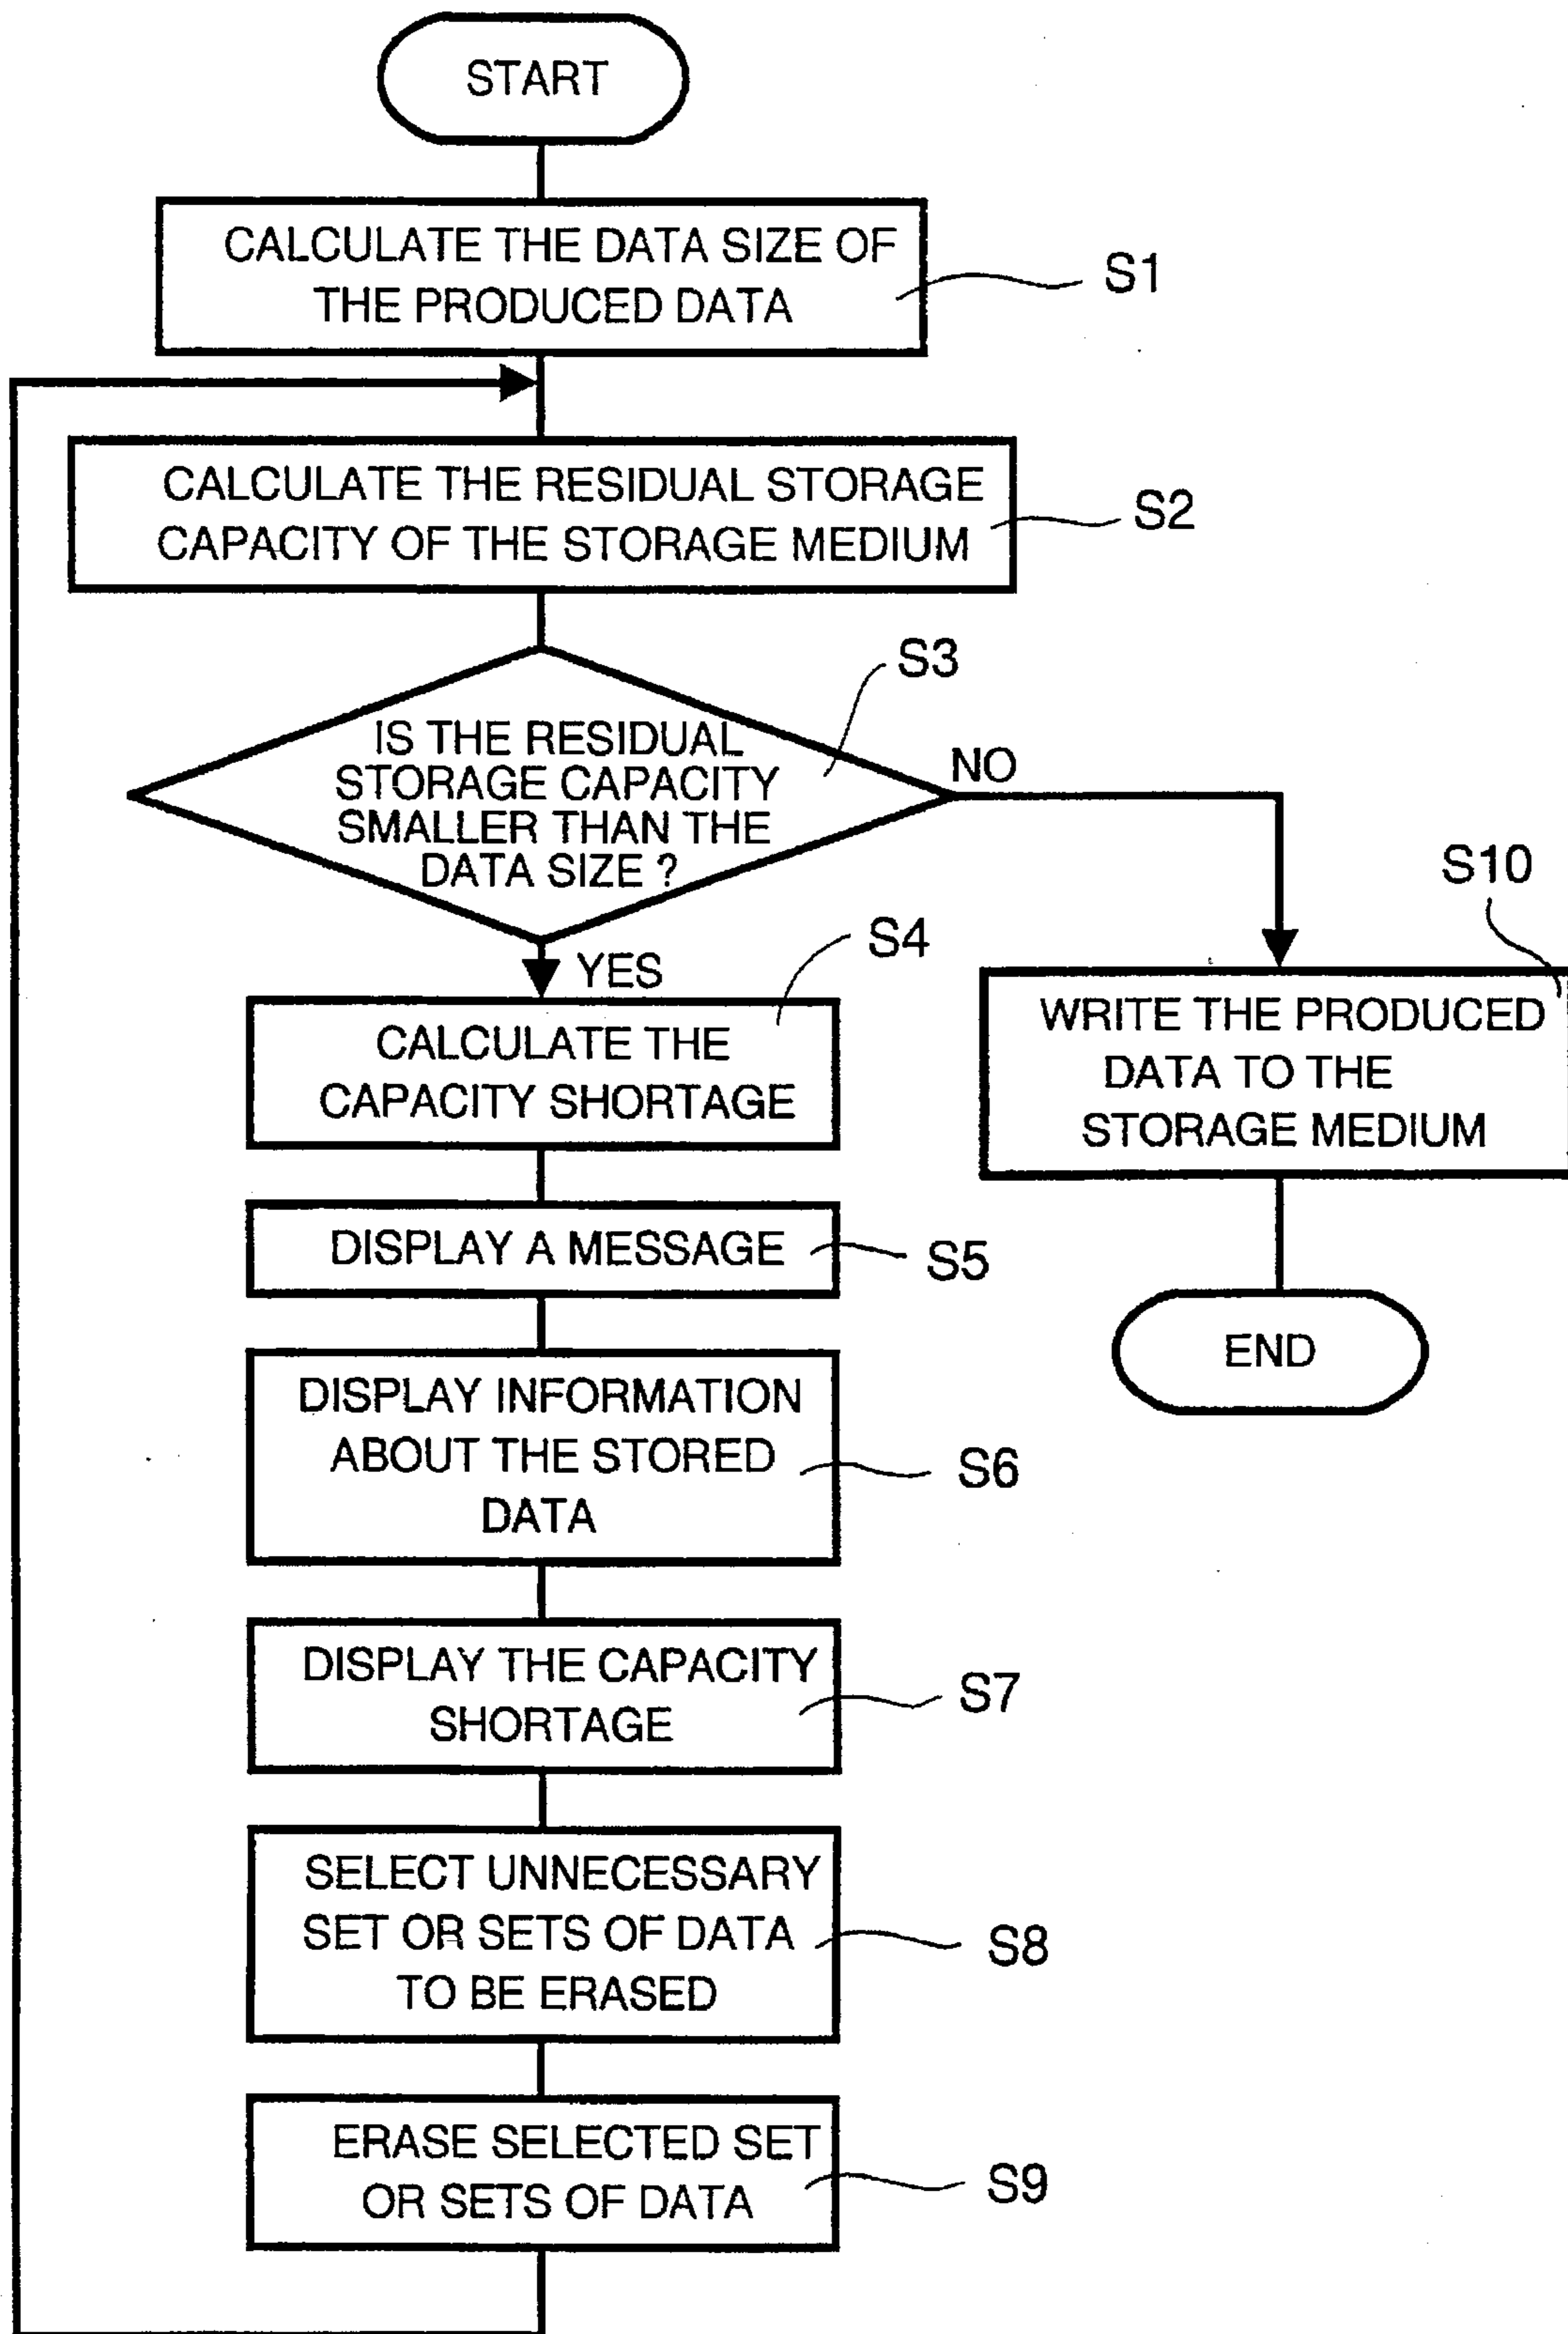 START
CALCULATE THE DATA SIZE OF
THE PRODUCED DATA
S1
CALCULATE THE RESIDUAL STORAGE
CAPACITY OF THE STORAGE MEDIUM
S2
S3
IS THE RESIDUAL
STORAGE CAPACITY
SMALLER THAN THE
DATA SIZE ?
NO
YES
S4
CALCULATE THE
CAPACITY SHORTAGE
S10
WRITE THE PRODUCED
DATA TO THE
STORAGE MEDIUM
DISPLAY A MESSAGE
S5
END
DISPLAY INFORMATION
ABOUT THE STORED
DATA
S6
DISPLAY THE CAPACITY
SHORTAGE
S7
SELECT UNNECESSARY
SET OR SETS OF DATA
TO BE ERASED
S8
ERASE SELECTED SET
OR SETS OF DATA
S9